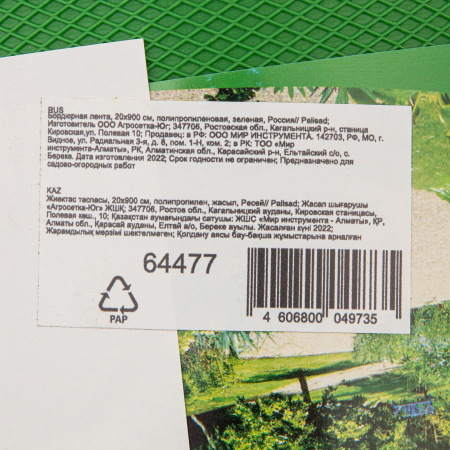 RUS
Бордюрная лента, 20х900 см, полипропиленовая, зеленая, Россия// Palisad;
Изготовитель ООО Агросетка-Юг; 347706, Ростовская обл., Кагальницкий р-н, станица
Кировская,ул. Полевая 10; Продавец: в РФ: ООО МИР ИНСТРУМЕНТА. 142703, РФ, МО, г.
Видное, ул. Радиальная 3-я, д. 8, пом. 1-Н, ком. 2; в РК: ТОО «Мир
инструмента-Алматы», РК, Алматинская обл., Карасайский р-н, Ельтайский с/о, с.
Береке. Дата изготовления 2022; Срок годности не ограничен; Предназначено для
садово-огородных работ
KAZ
Жиектас таспасы, 20х900 см, полипропилен, жасыл, Ресей// Palisad; Жасап шығарушы
«Агросетка-Юг» ЖШҚ; 347706, Ростов обл., Кагальницкий ауданы, Кировская станицасы,
Полевая көш., 10; Қазақстан аумағындағы сатушы: ЖШС «Мир инструмента - Алматы», ҚР,
Алматы обл., Қарасай ауданы, Елтай а/о, Береке ауылы. Жасалған күні 2022;
Жарамдылық мерзімі шектелмеген; Қолдану аясы бау-бақша жұмыстарына арналған
64477
PAP
4 606800 049735